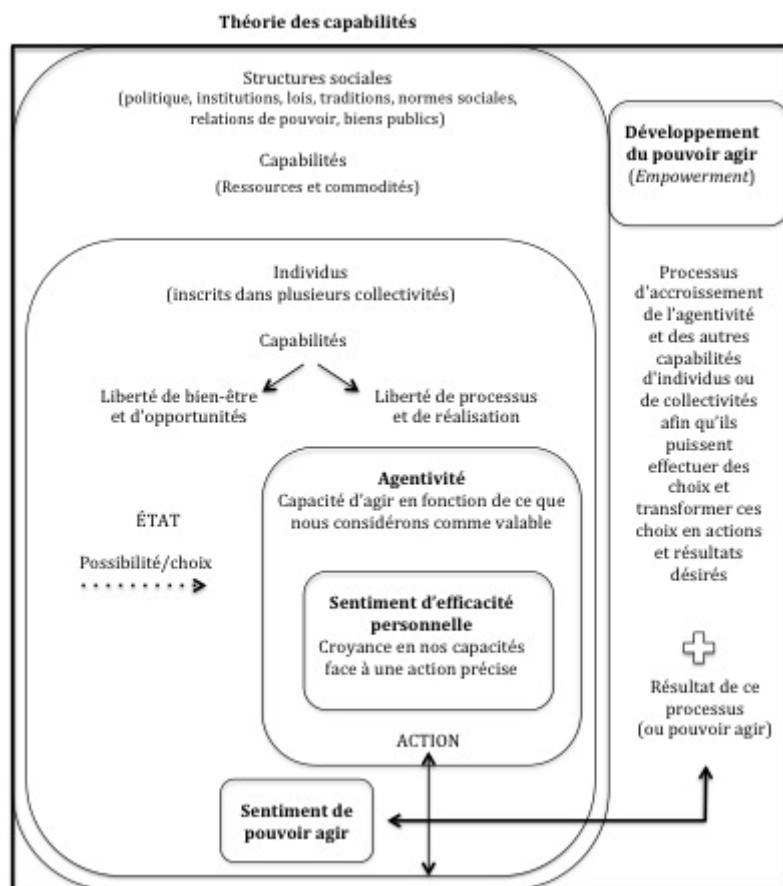 Théorie des capabilités
Structures sociales
(politique, institutions, lois, traditions, normes sociales,
relations de pouvoir, biens publics)
Capabilités
(Ressources et commodités)
Individus
(inscrits dans plusieurs collectivités)
Capabilités
Liberté de bien-être
et d'opportunités
Liberté de processus
et de réalisation
ÉTAT
Possibilité/choix
Agentivité
Capacité d'agir en fonction de ce que
nous considérons comme valable
Sentiment d'efficacité
personnelle
Croyance en nos capacités
face à une action précise
ACTION
Sentiment de
pouvoir agir
Développement
du pouvoir agir
(Empowerment)
Processus
d'accroissement
de l'agentivité
et des autres
capabilités
d'individus ou
de collectivités
afin qu'ils
puissent
effectuer des
choix et
transformer ces
choix en actions
et résultats
désirés
Résultat de ce
processus
(ou pouvoir agir)